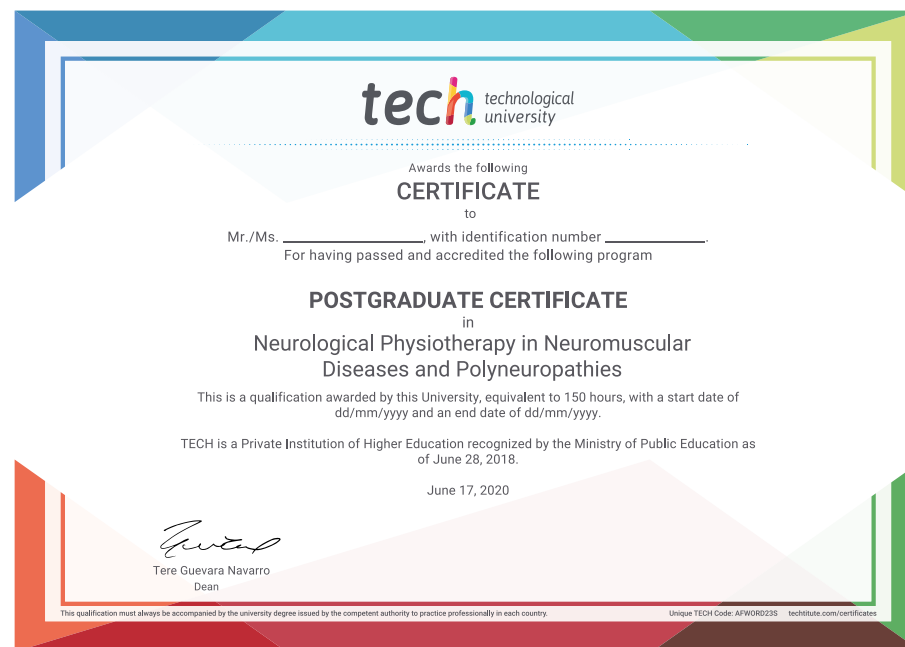 tech technological
university
Awards the following
CERTIFICATE
to
Mr./Ms. ____________, with identification number ____________.
For having passed and accredited the following program
POSTGRADUATE CERTIFICATE
in
Neurological Physiotherapy in Neuromuscular
Diseases and Polyneuropathies
This is a qualification awarded by this University, equivalent to 150 hours, with a start date of
dd/mm/yyyy and an end date of dd/mm/yyyy.
TECH is a Private Institution of Higher Education recognized by the Ministry of Public Education as
of June 28, 2018.
June 17, 2020
Tere Guevara Navarro
Dean
This qualification must always be accompanied by the university degree issued by the competent authority to practice professionally in each country.
Unique TECH Code: AFWORD23S techtitute.com/certificates